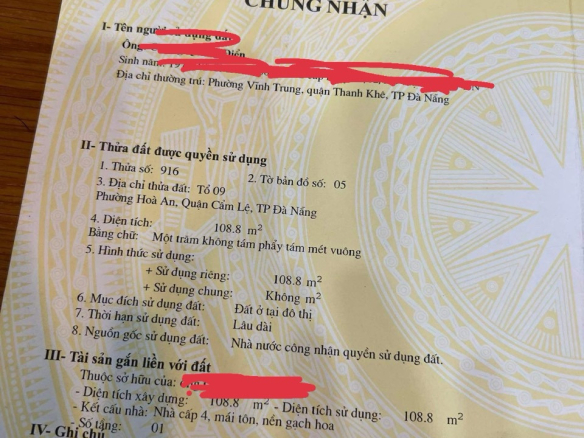 CHỨNG NHẬN
I- Tên người sử dụng đất
Ông
Sinh năm: 19
Địa chỉ thường trú: Phường Vĩnh Trung, quận Thanh Khê, TP Đà Nẵng
II- Thửa đất được quyền sử dụng
1. Thửa số: 916 2. Tờ bản đồ số: 05
3. Địa chỉ thửa đất: Tổ 09
Phường Hoà An, Quận Cẩm Lệ, TP Đà Nẵng
4. Diện tích: 108.8 m²
Bằng chữ: Một trăm không tám phẩy tám mét vuông
5. Hình thức sử dụng:
+ Sử dụng riêng: 108.8 m²
+ Sử dụng chung: Không m²
6. Mục đích sử dụng đất: Đất ở tại đô thị
7. Thời hạn sử dụng đất: Lâu dài
8. Nguồn gốc sử dụng đất: Nhà nước công nhân quyền sử dụng đất.
III- Tài sản gắn liền với đất
Thuộc sở hữu của:
- Diện tích xây dựng: 108.8 m² - Diện tích sử dụng: 108.8 m²
- Kết cấu nhà: Nhà cấp 4, mái tôn, nền gạch hoa
- Số tầng: 01
IV- Ghi chú